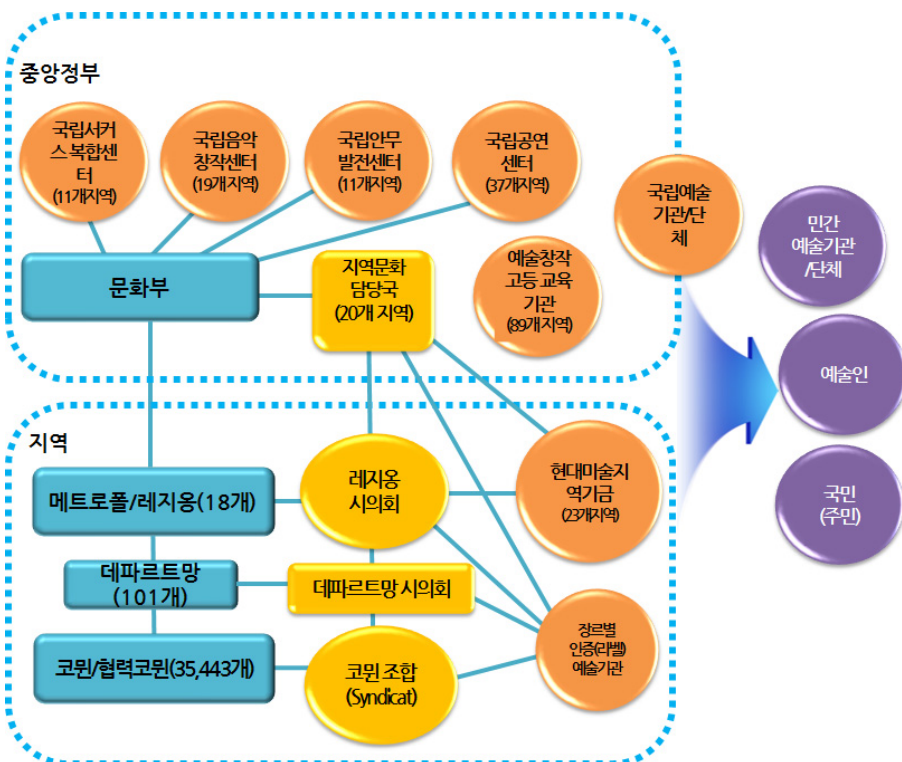 중앙정부
국립서커
스 복합센
터
(11개지역)
국립음악
창작센터
(19개지역)
국립안무
발전센터
(11개지역)
국립공연
센터
(37개지역)
국립예술
기관/단
체
민간
예술기관
/단체
문화부
지역문화
담당국
(20개 지역)
예술창작
고등 교육
기관
(89개지역)
예술인
지역
메트로폴/레지옹(18개)
레지옹
시의회
현대미술지
역기금
(23개지역)
국민
(주민)
데파르트망
(101개)
데파르트망 시의회
코뮌/협력코뮌(35,443개)
코뮌 조합
(Syndicat)
장르별
인증(라벨)
예술기관